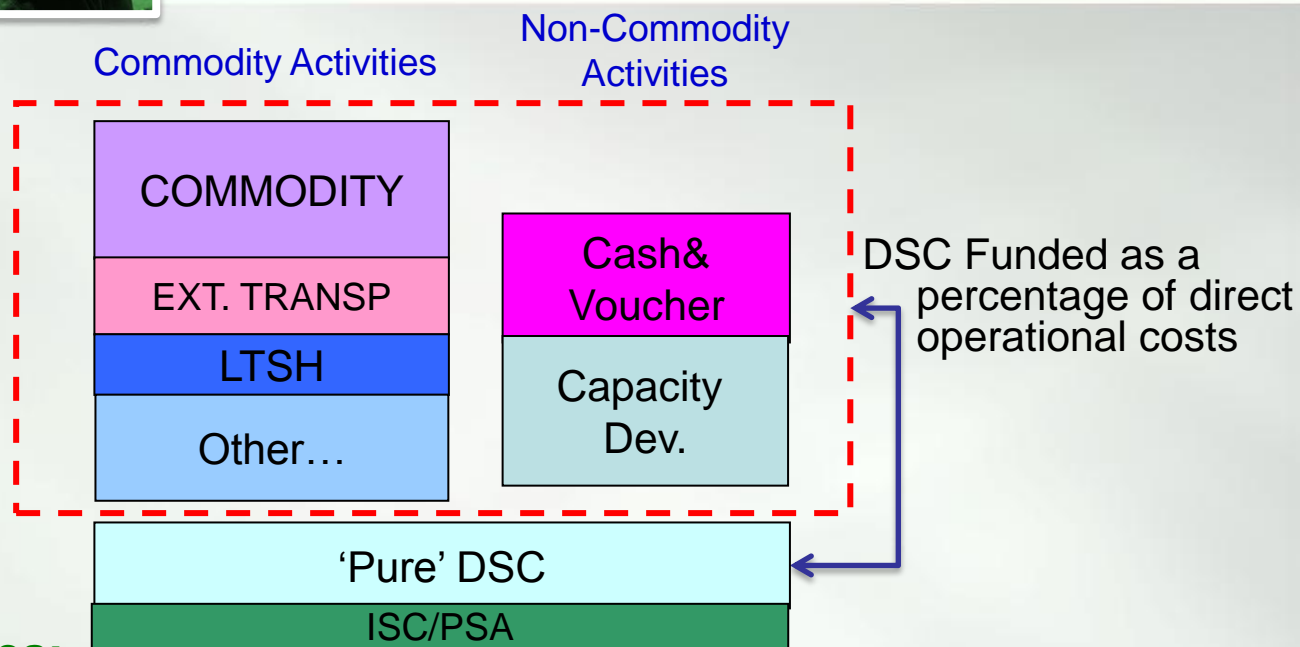 Commodity Activities
Non-Commodity
Activities
COMMODITY
EXT. TRANSP
LTSH
Other…
Cash&
Voucher
Capacity
Dev.
DSC Funded as a
percentage of direct
operational costs
‘Pure’ DSC
ISC/PSA